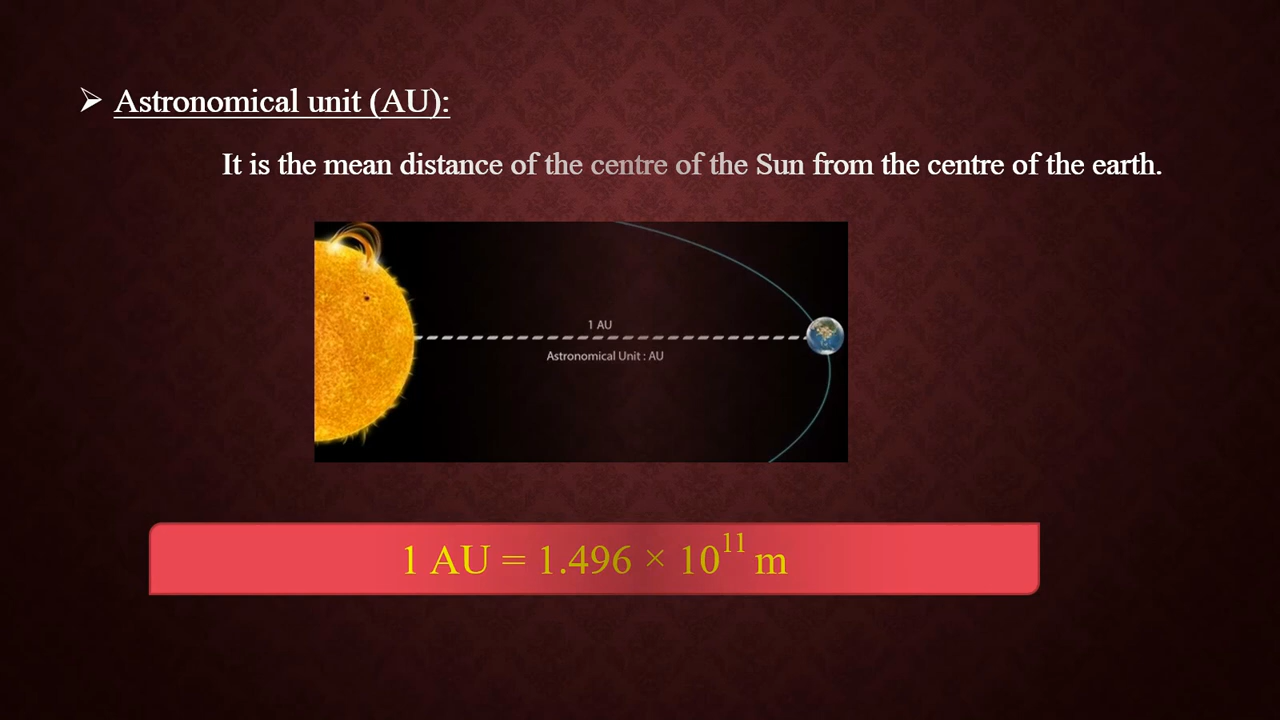 Astronomical unit (AU):
It is the mean distance of the centre of the Sun from the centre of the earth.
1 AU
Astronomical Unit : AU
1 AU = 1.496 × 10¹¹ m